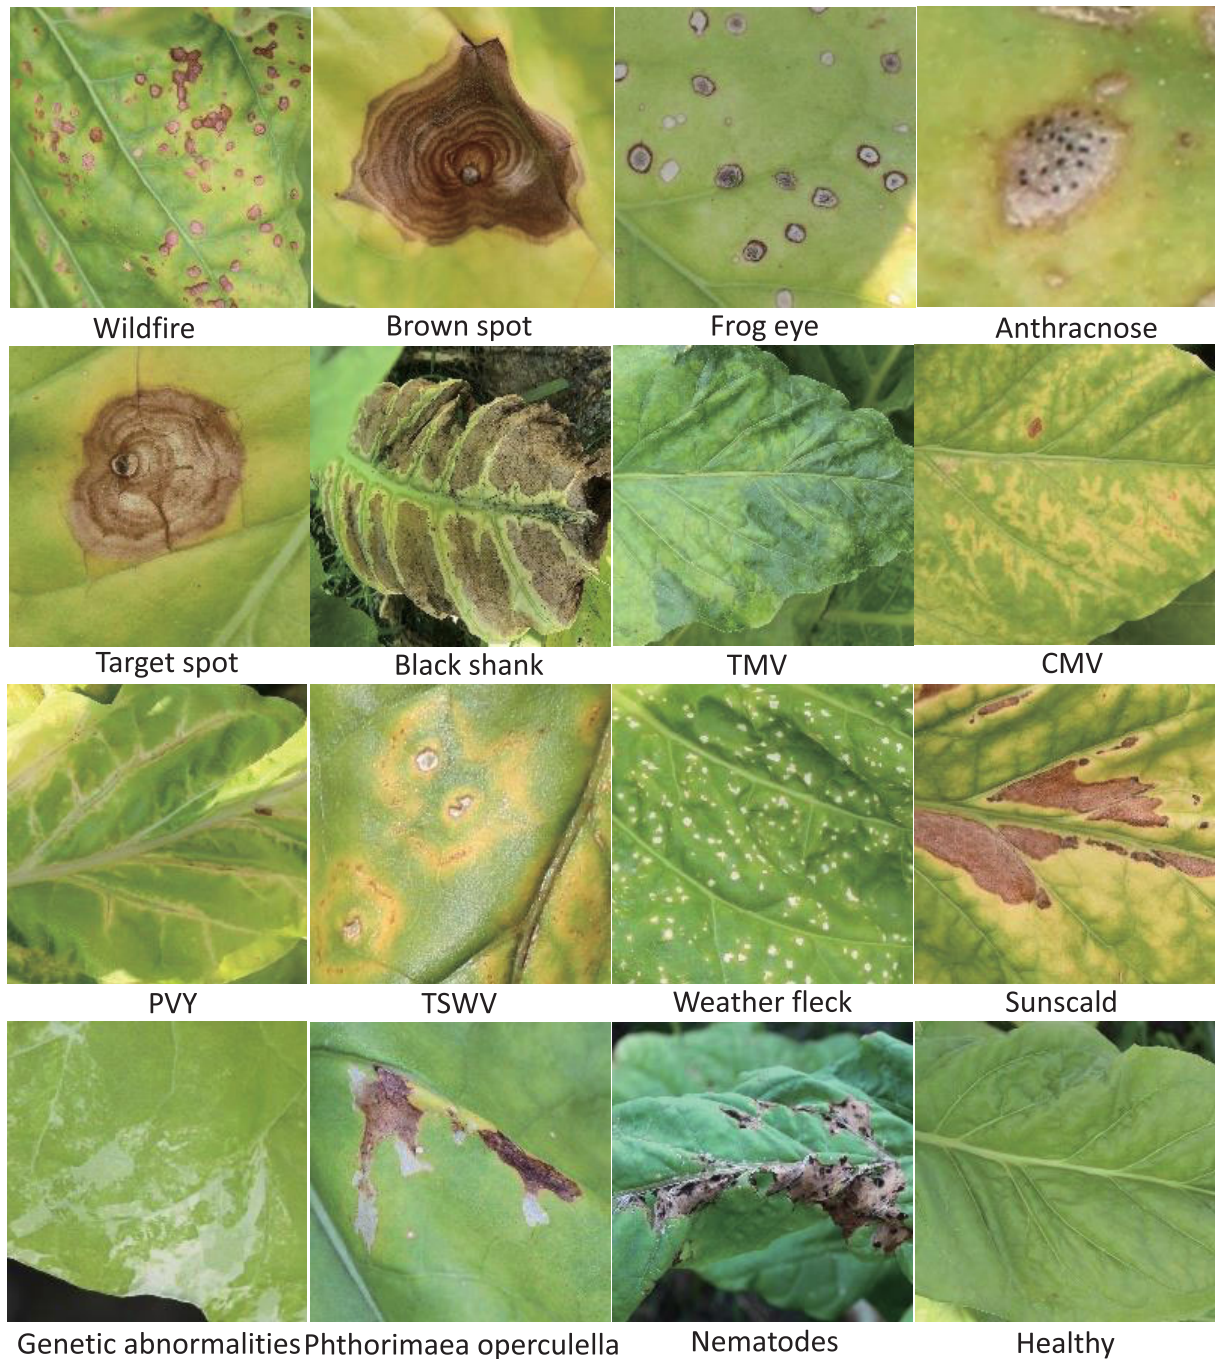 Wildfire
Brown spot
Frog eye
Anthracnose
Target spot
Black shank
TMV
CMV
PVY
TSWV
Weather fleck
Sunscald
Genetic abnormalities
Phthorimaea operculella
Nematodes
Healthy